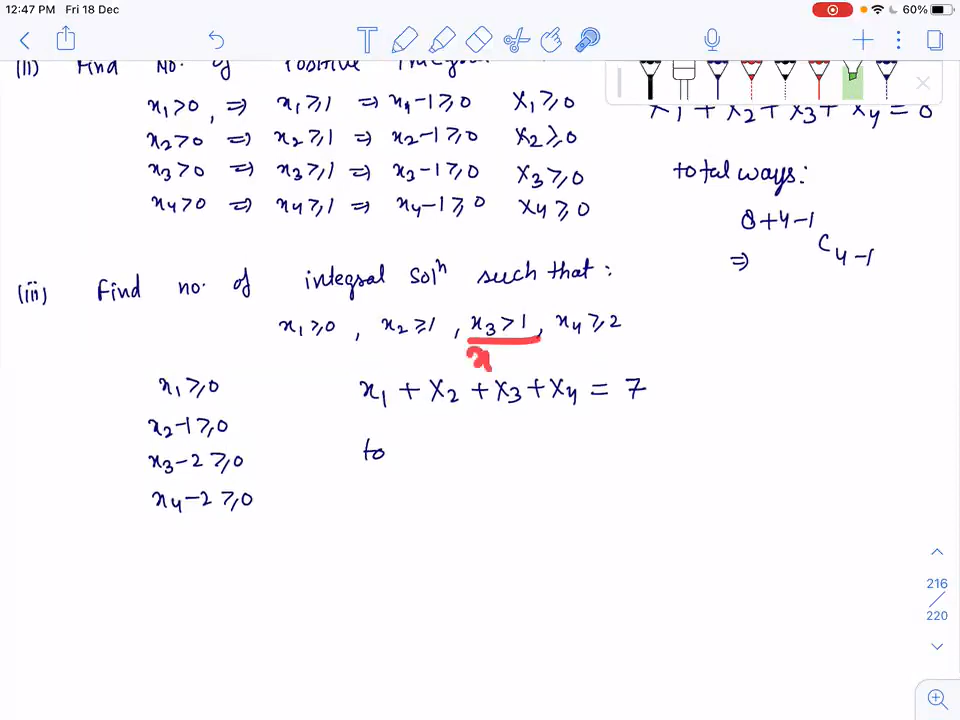 12:47 PM Fri 18 Dec
60%
(ii) Find No. of Positive Integral
x1 > 0, ⇒ x1 ≥ 1 ⇒ x1 - 1 ≥ 0 X1 ≥ 0
x2 > 0 ⇒ x2 ≥ 1 ⇒ x2 - 1 ≥ 0 X2 ≥ 0
x3 > 0 ⇒ x3 ≥ 1 ⇒ x3 - 1 ≥ 0 X3 ≥ 0
x4 > 0 ⇒ x4 ≥ 1 ⇒ x4 - 1 ≥ 0 X4 ≥ 0
X1 + X2 + X3 + X4 = 8
total ways:
⇒ 8+4-1 C 4-1
(iii) Find no. of integral Solⁿ such that:
x1 ≥ 0, x2 ≥ 1, x3 > 1, x4 ≥ 2
x
x1 ≥ 0
x2 - 1 ≥ 0
x3 - 2 ≥ 0
x4 - 2 ≥ 0
x1 + X2 + X3 + X4 = 7
to
216
220